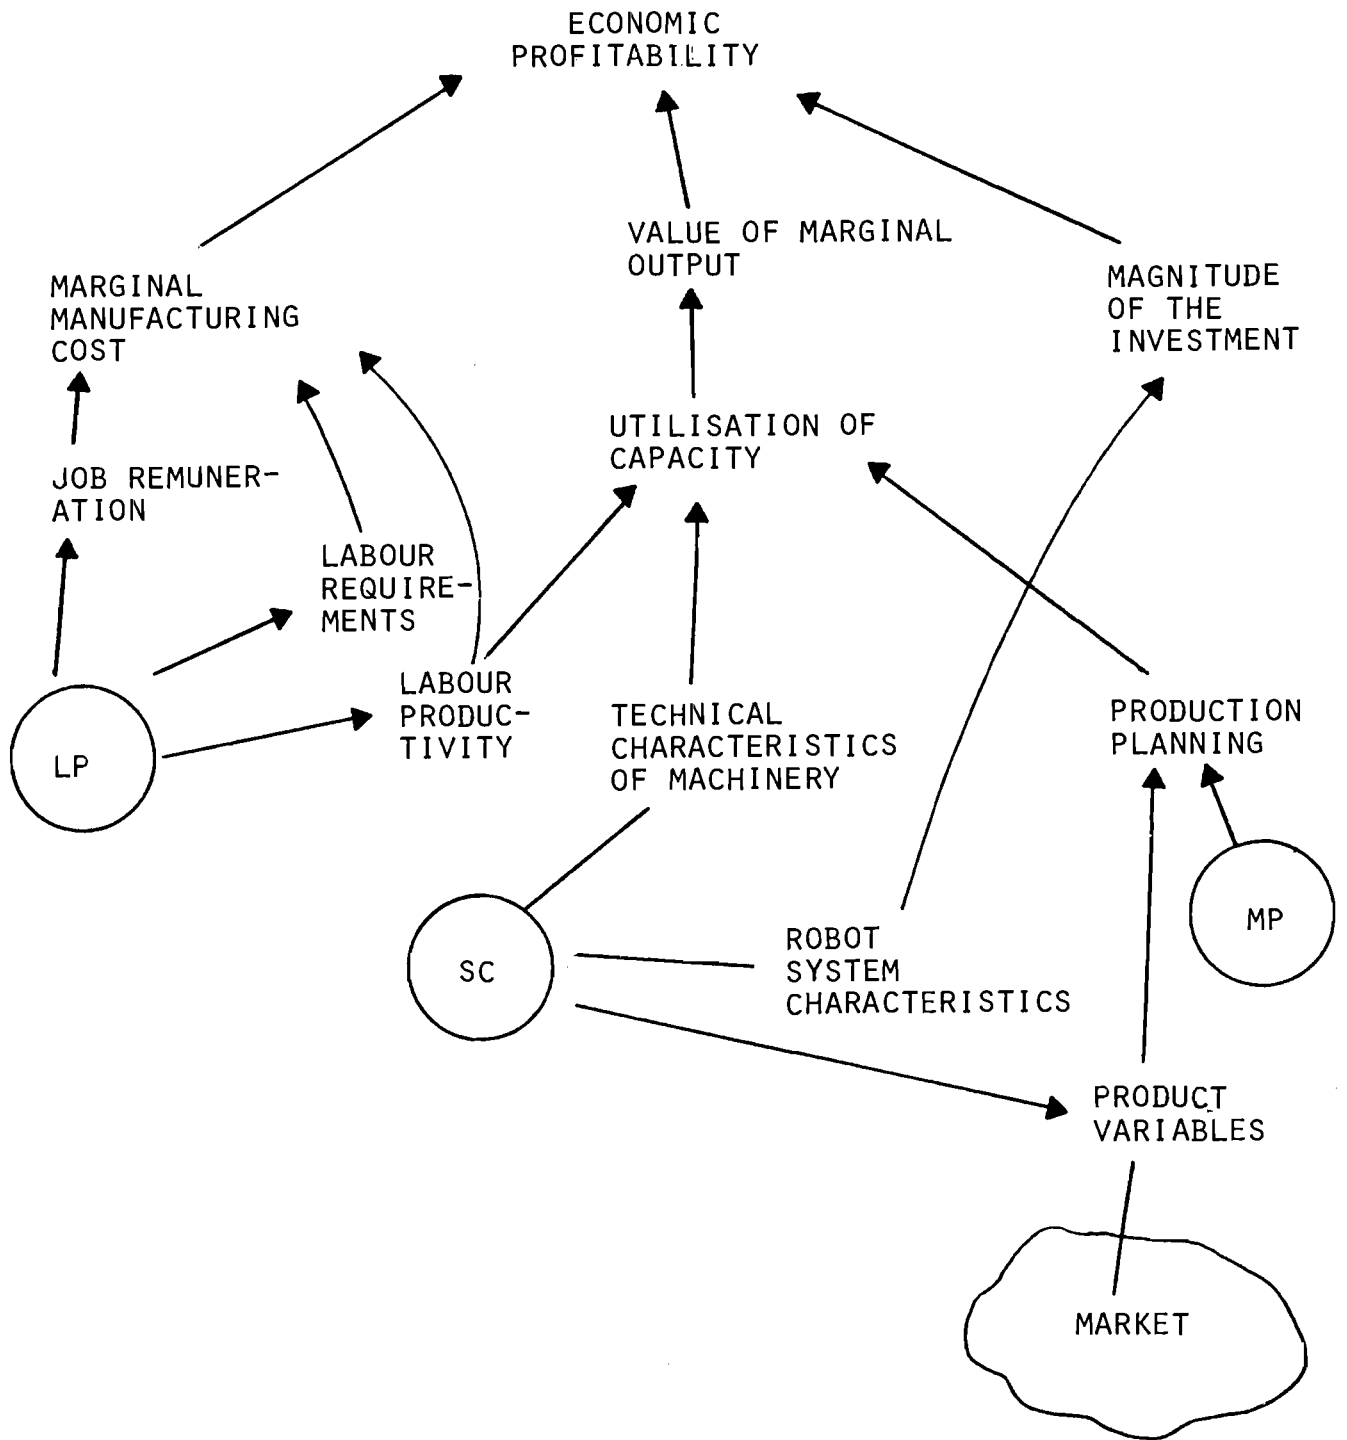 ECONOMIC
PROFITABILITY
VALUE OF MARGINAL
OUTPUT
MARGINAL
MANUFACTURING
COST
MAGNITUDE
OF THE
INVESTMENT
UTILISATION OF
CAPACITY
JOB REMUNER-
ATION
LABOUR
REQUIRE-
MENTS
LABOUR
PRODUC-
TIVITY
TECHNICAL
CHARACTERISTICS
OF MACHINERY
PRODUCTION
PLANNING
LP
MP
SC
ROBOT
SYSTEM
CHARACTERISTICS
PRODUCT
VARIABLES
MARKET